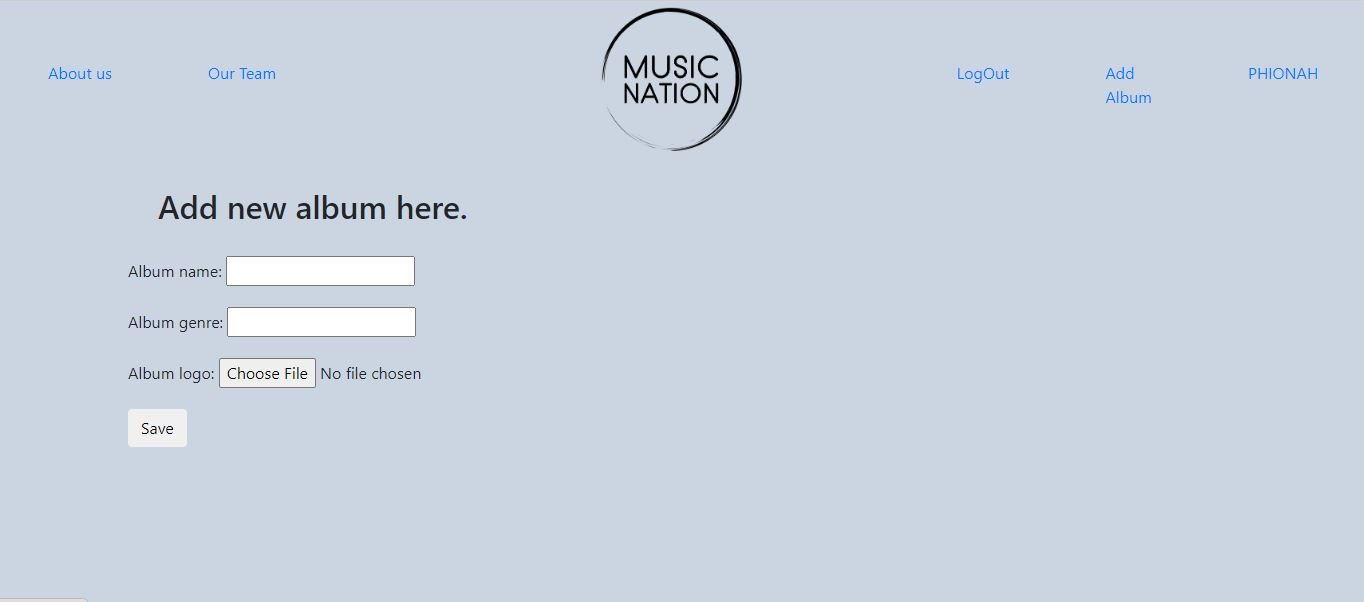 About us
Our Team
MUSIC
NATION
LogOut
Add
Album
PHIONAH
Add new album here.
Album name:
Album genre:
Album logo: Choose File No file chosen
Save